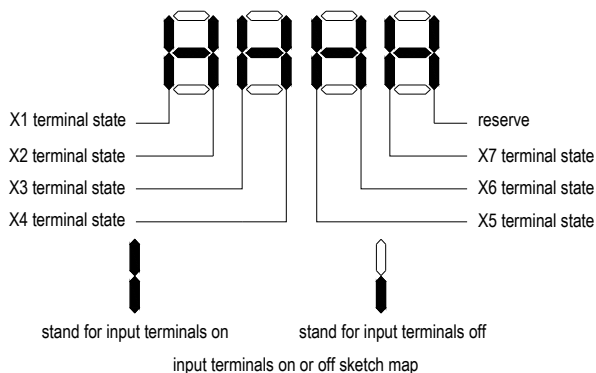 X1 terminal state
reserve
X2 terminal state
X7 terminal state
X3 terminal state
X6 terminal state
X4 terminal state
X5 terminal state
stand for input terminals on
stand for input terminals off
input terminals on or off sketch map